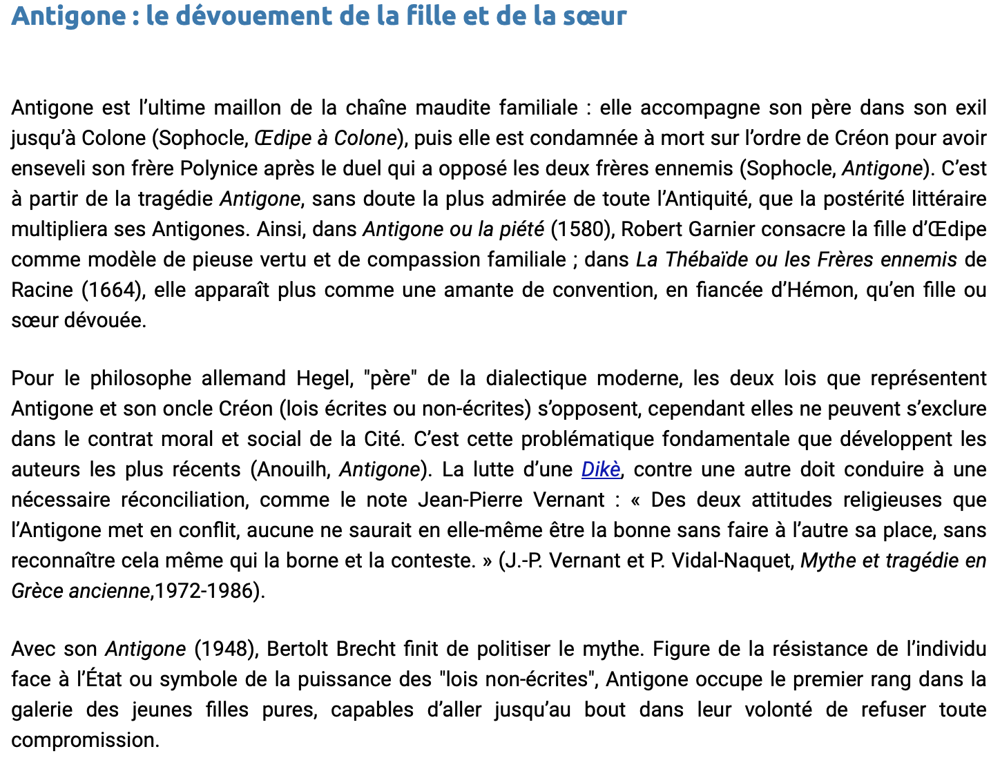 Antigone : le dévouement de la fille et de la sœur
Antigone est l’ultime maillon de la chaîne maudite familiale : elle accompagne son père dans son exil
jusqu’à Colone (Sophocle, Œdipe à Colone), puis elle est condamnée à mort sur l’ordre de Créon pour avoir
enseveli son frère Polynice après le duel qui a opposé les deux frères ennemis (Sophocle, Antigone). C’est
à partir de la tragédie Antigone, sans doute la plus admirée de toute l’Antiquité, que la postérité littéraire
multipliera ses Antigones. Ainsi, dans Antigone ou la piété (1580), Robert Garnier consacre la fille d’Œdipe
comme modèle de pieuse vertu et de compassion familiale ; dans La Thébaïde ou les Frères ennemis de
Racine (1664), elle apparaît plus comme une amante de convention, en fiancée d’Hémon, qu’en fille ou
sœur dévouée.
Pour le philosophe allemand Hegel, "père" de la dialectique moderne, les deux lois que représentent
Antigone et son oncle Créon (lois écrites ou non-écrites) s’opposent, cependant elles ne peuvent s’exclure
dans le contrat moral et social de la Cité. C’est cette problématique fondamentale que développent les
auteurs les plus récents (Anouilh, Antigone). La lutte d’une Dikè, contre une autre doit conduire à une
nécessaire réconciliation, comme le note Jean-Pierre Vernant : « Des deux attitudes religieuses que
l’Antigone met en conflit, aucune ne saurait en elle-même être la bonne sans faire à l’autre sa place, sans
reconnaître cela même qui la borne et la conteste. » (J.-P. Vernant et P. Vidal-Naquet, Mythe et tragédie en
Grèce ancienne,1972-1986).
Avec son Antigone (1948), Bertolt Brecht finit de politiser le mythe. Figure de la résistance de l’individu
face à l’État ou symbole de la puissance des "lois non-écrites", Antigone occupe le premier rang dans la
galerie des jeunes filles pures, capables d’aller jusqu’au bout dans leur volonté de refuser toute
compromission.